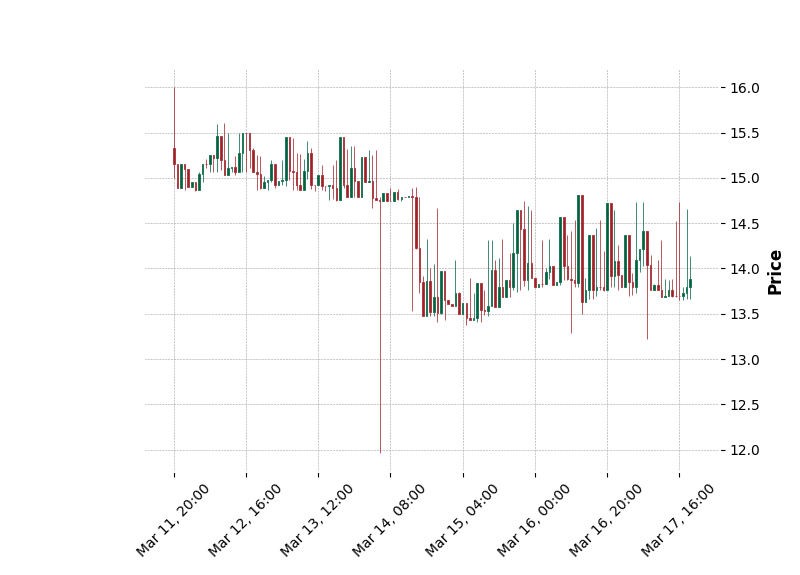 16.0
15.5
15.0
14.5
14.0
13.5
13.0
12.5
12.0
Price
Mar 11, 20:00
Mar 12, 16:00
Mar 13, 12:00
Mar 14, 08:00
Mar 15, 04:00
Mar 16, 00:00
Mar 16, 20:00
Mar 17, 16:00